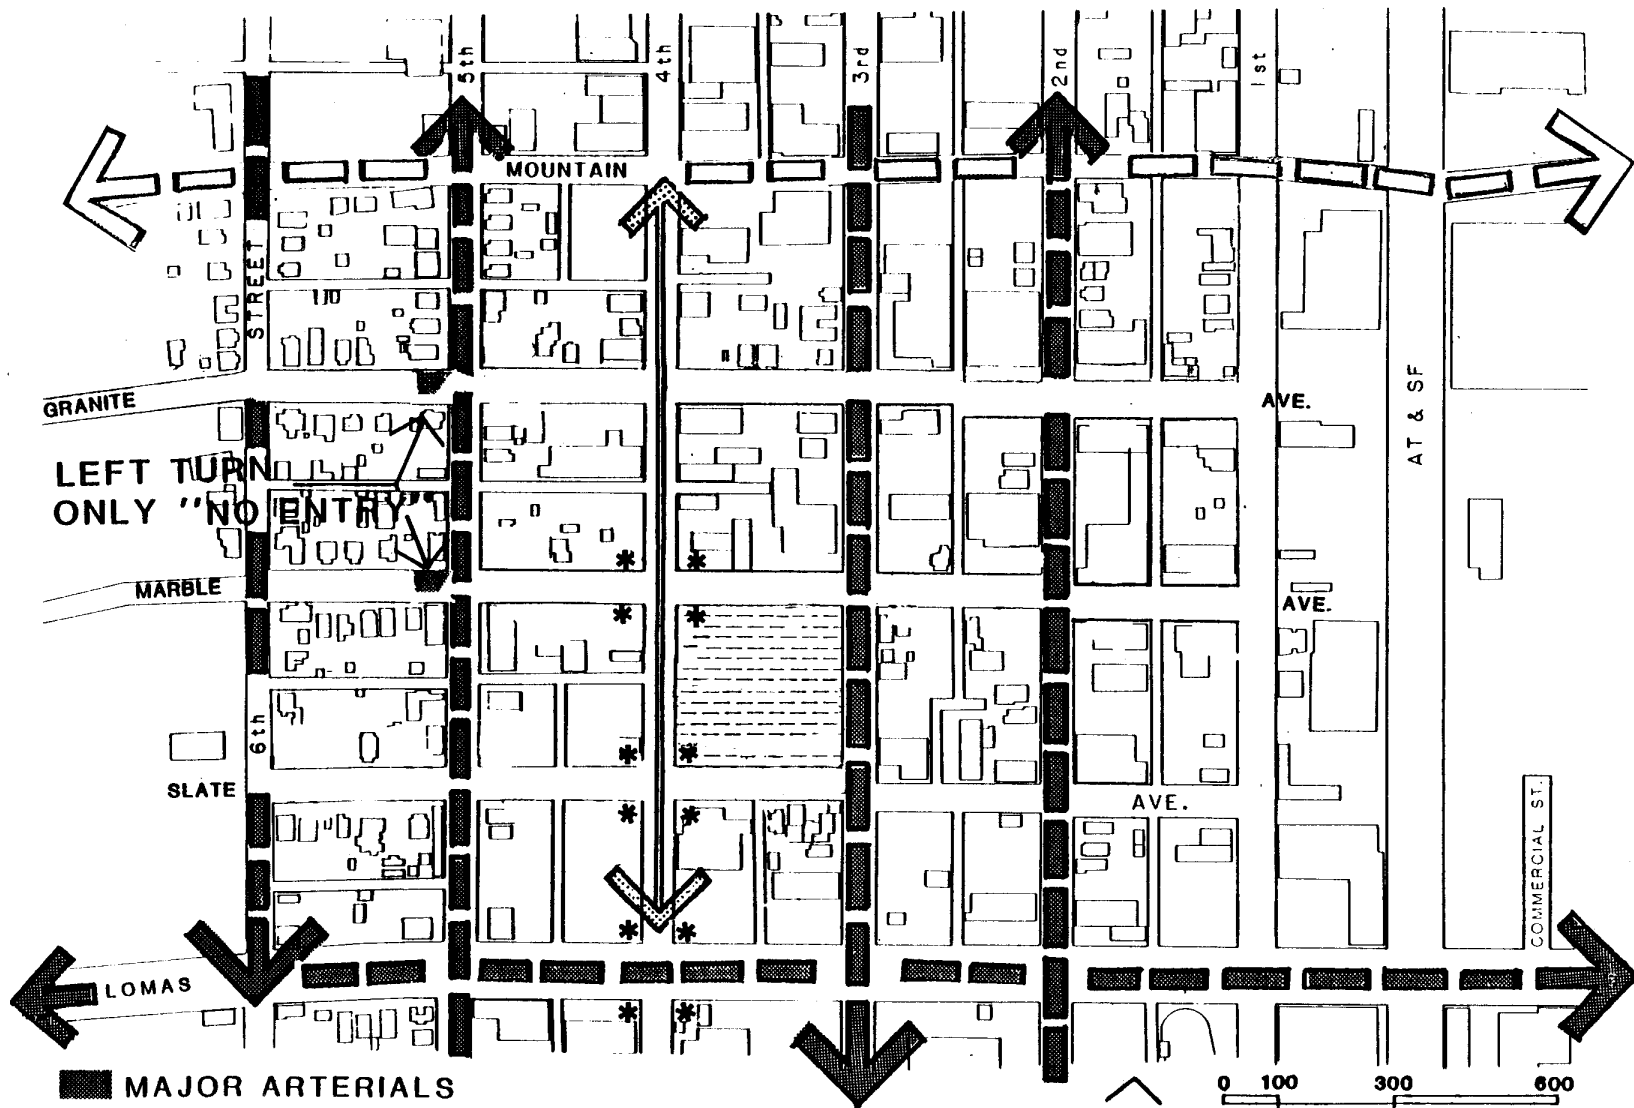 5th
4th
3rd
2nd
1st
MOUNTAIN
STREET
GRANITE
AVE.
AT & SF
LEFT TURN
ONLY "NO ENTRY"
MARBLE
AVE.
6th
SLATE
AVE.
COMMERCIAL ST.
LOMAS
MAJOR ARTERIALS
0 100 300 600